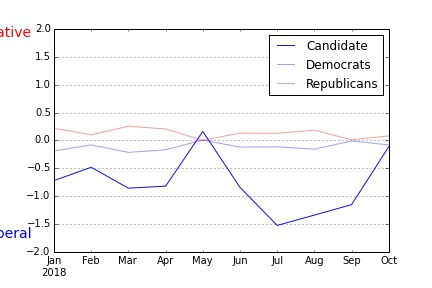 ative
2.0
1.5
1.0
0.5
0.0
−0.5
−1.0
−1.5
−2.0
beral
Candidate
Democrats
Republicans
Jan Feb Mar Apr May Jun Jul Aug Sep Oct
2018